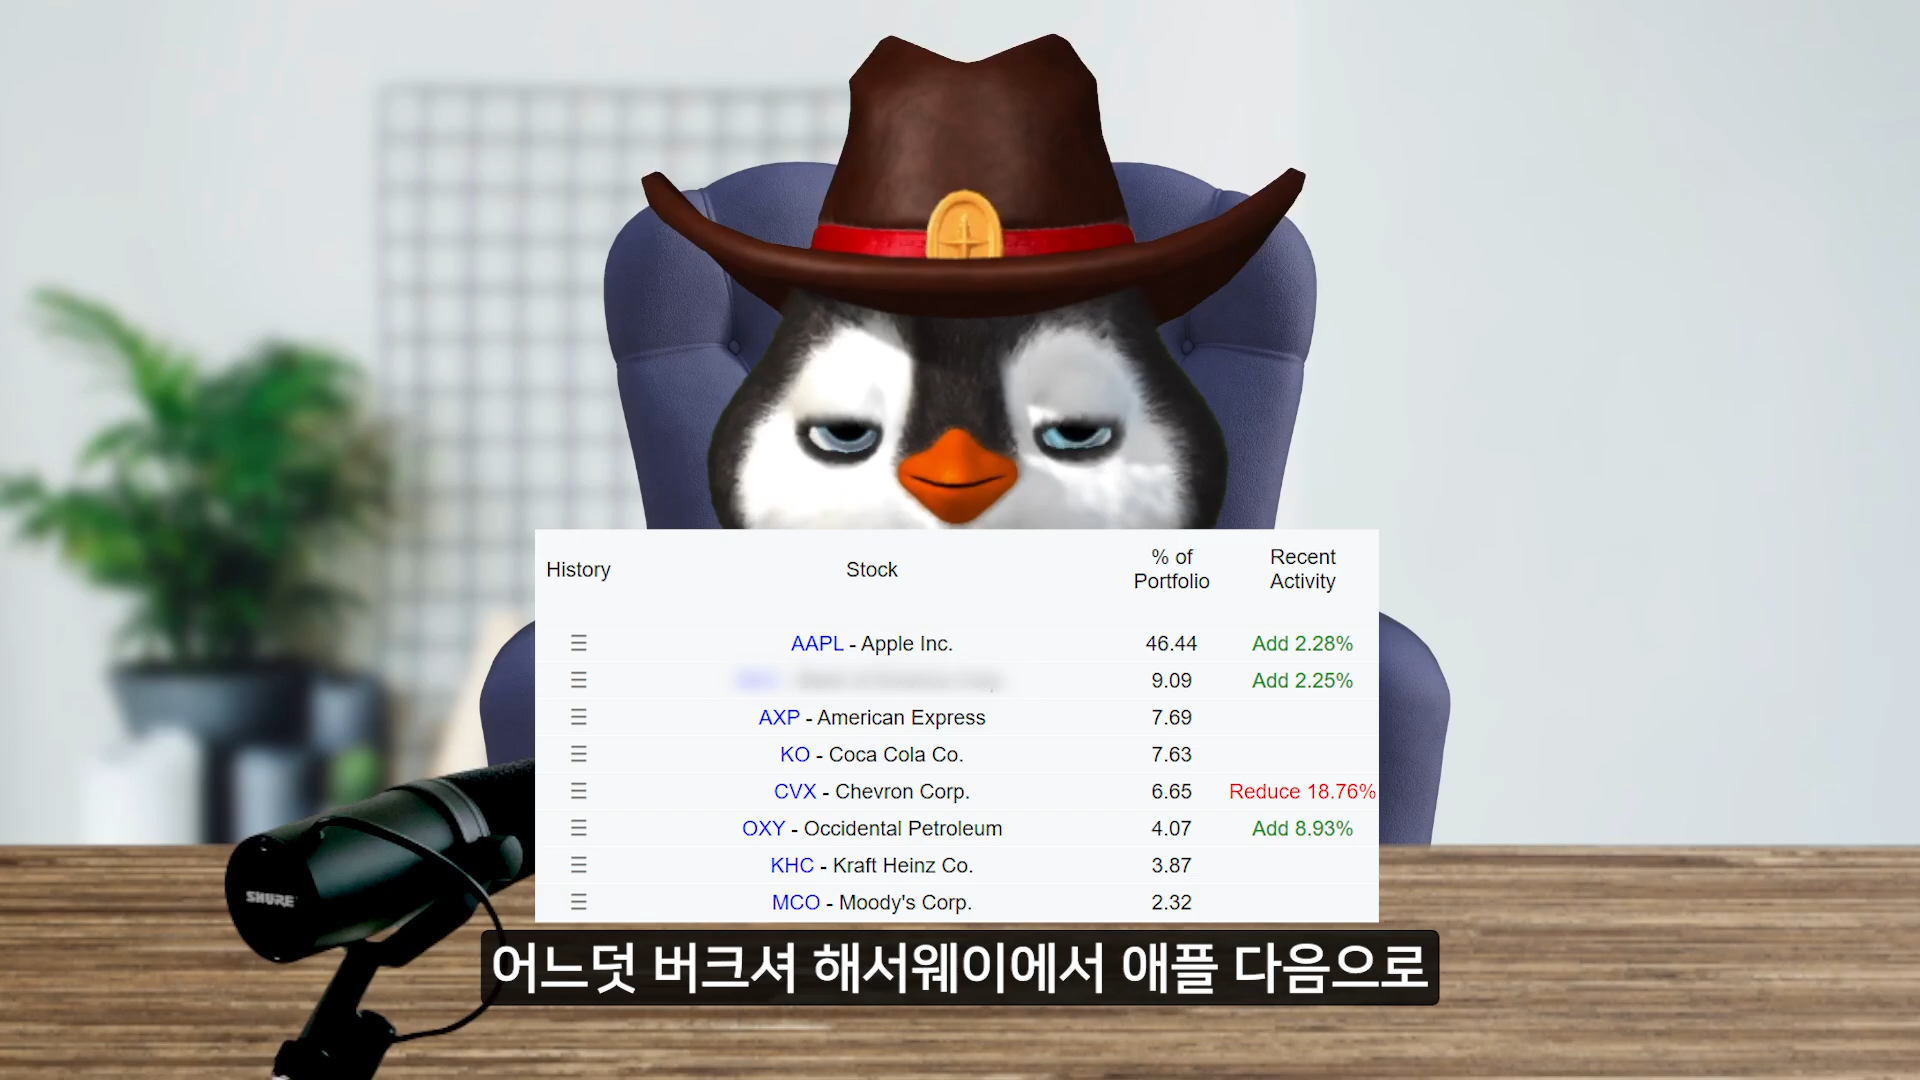 History Stock % of Portfolio Recent Activity
AAPL - Apple Inc. 46.44 Add 2.28%
9.09 Add 2.25%
AXP - American Express 7.69
KO - Coca Cola Co. 7.63
CVX - Chevron Corp. 6.65 Reduce 18.76%
OXY - Occidental Petroleum 4.07 Add 8.93%
KHC - Kraft Heinz Co. 3.87
MCO - Moody's Corp. 2.32
SHURE
어느덧 버크셔 해서웨이에서 애플 다음으로